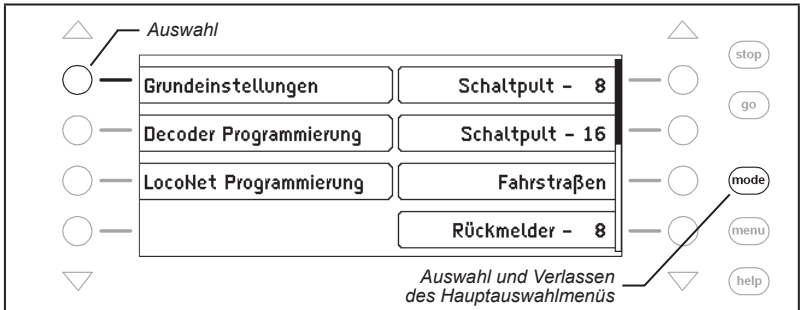 Auswahl
stop
Grundeinstellungen Schaltpult - 8
go
Decoder Programmierung Schaltpult - 16
LocoNet Programmierung Fahrstraßen
mode
Rückmelder - 8
menu
Auswahl und Verlassen
des Hauptauswahlmenüs
help